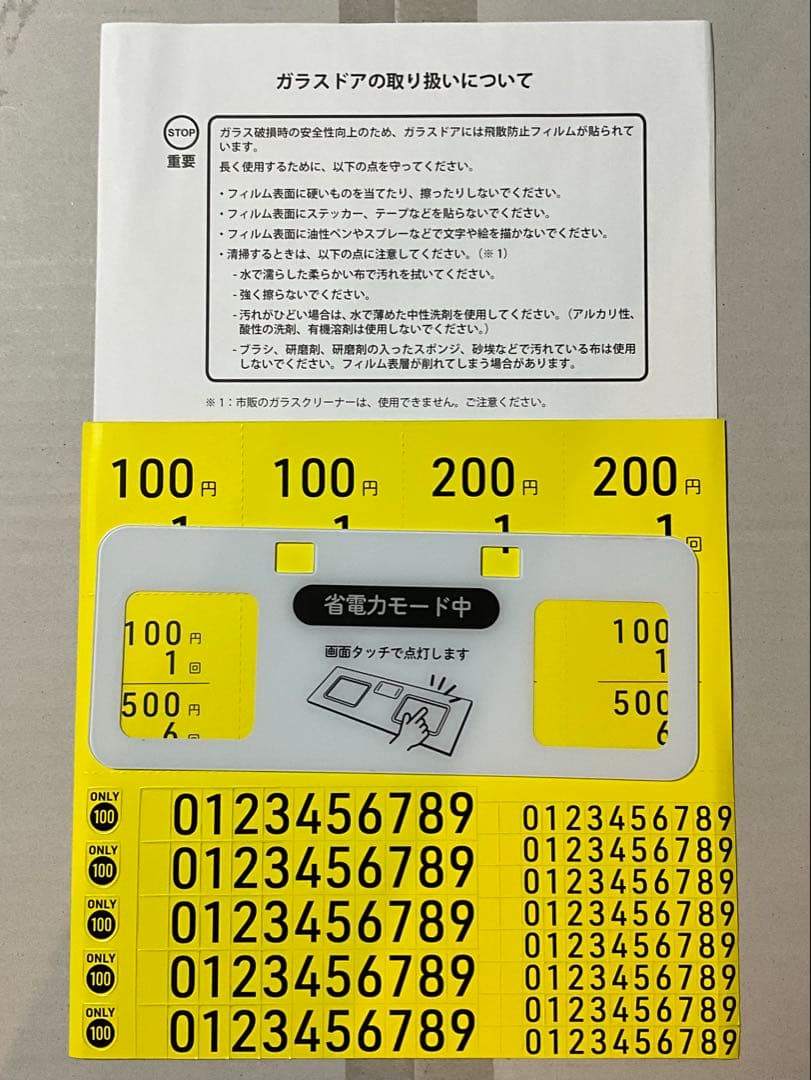 ガラスドアの取り扱いについて
STOP
重要
ガラス破損時の安全性向上のため、ガラスドアには飛散防止フィルムが貼られて
います。
長く使用するために、以下の点を守ってください。
・フィルム表面に硬いものを当てたり、擦ったりしないでください。
・フィルム表面にステッカー、テープなどを貼らないでください。
・フィルム表面に油性ペンやスプレーなどで文字や絵を描かないでください。
・清掃するときは、以下の点に注意してください。（※1）
- 水で濡らした柔らかい布で汚れを拭いてください。
- 強く擦らないでください。
- 汚れがひどい場合は、水で薄めた中性洗剤を使用してください。（アルカリ性、
酸性の洗剤、有機溶剤は使用しないでください。）
- ブラシ、研磨剤、研磨剤の入ったスポンジ、砂埃などで汚れている布は使用
しないでください。フィルム表層が削れてしまう場合があります。
※1：市販のガラスクリーナーは、使用できません。ご注意ください。
100円 100円 200円 200円
1 1 1 1回
省電力モード中
画面タッチで点灯します
100円
1回
500円
6
100
1
500
6
ONLY
100
0123456789
ONLY
100
0123456789
ONLY
100
0123456789
ONLY
100
0123456789
ONLY
100
0123456789
0123456789
0123456789
0123456789
0123456789
0123456789
0123456789
0123456789
0123456789